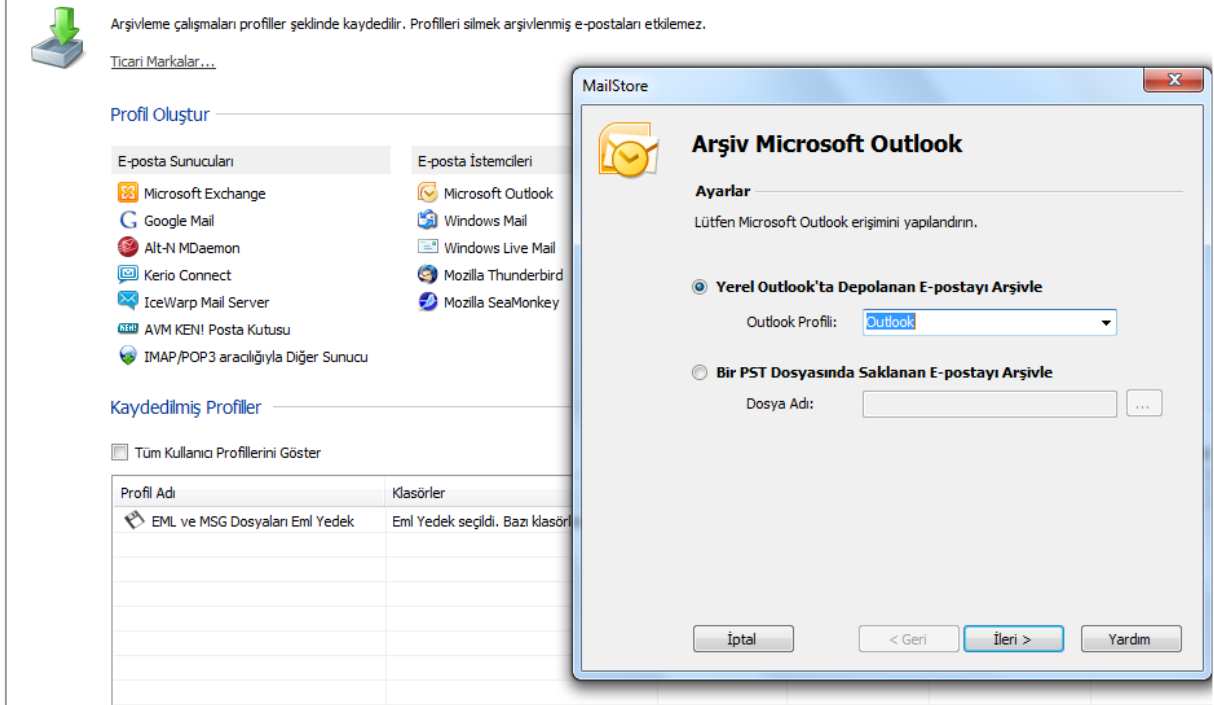 Arşivleme çalışmaları profiller şeklinde kaydedilir. Profilleri silmek arşivlenmiş e-postaları etkilemez.
Ticari Markalar...
Profil Oluştur
E-posta Sunucuları
Microsoft Exchange
Google Mail
Alt-N MDaemon
Kerio Connect
IceWarp Mail Server
AVM KEN! Posta Kutusu
IMAP/POP3 aracılığıyla Diğer Sunucu
E-posta İstemcileri
Microsoft Outlook
Windows Mail
Windows Live Mail
Mozilla Thunderbird
Mozilla SeaMonkey
Kaydedilmiş Profiller
Tüm Kullanıcı Profillerini Göster
Profil Adı
Klasörler
EML ve MSG Dosyaları Eml Yedek
Eml Yedek seçildi. Bazı klasörl
MailStore
Arşiv Microsoft Outlook
Ayarlar
Lütfen Microsoft Outlook erişimini yapılandırın.
Yerel Outlook'ta Depolanan E-postayı Arşivle
Outlook Profili:
Outlook
Bir PST Dosyasında Saklanan E-postayı Arşivle
Dosya Adı:
...
İptal
< Geri
İleri >
Yardım